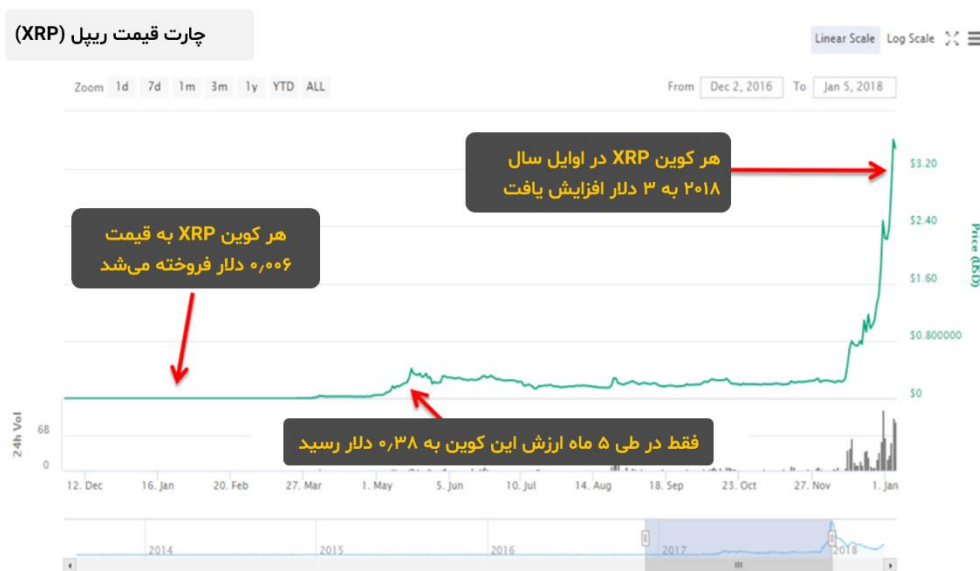 چارت قیمت ریپل (XRP)
Linear Scale Log Scale
Zoom 1d 7d 1m 3m 1y YTD ALL
From Dec 2, 2016 To Jan 5, 2018
هر کوین XRP در اوایل سال
۲۰۱۸ به ۳ دلار افزایش یافت
هر کوین XRP به قیمت
۰٫۰۰۶ دلار فروخته می‌شد
فقط در طی ۵ ماه ارزش این کوین به ۰٫۳۸ دلار رسید
$3.20
$2.40
$1.60
$0.800000
$0
Price (USD)
24h Vol
68
0
12. Dec 16. Jan 20. Feb 27. Mar 1. May 5. Jun 10. Jul 14. Aug 18. Sep 23. Oct 27. Nov 1. Jan
2014 2015 2016 2017 2018